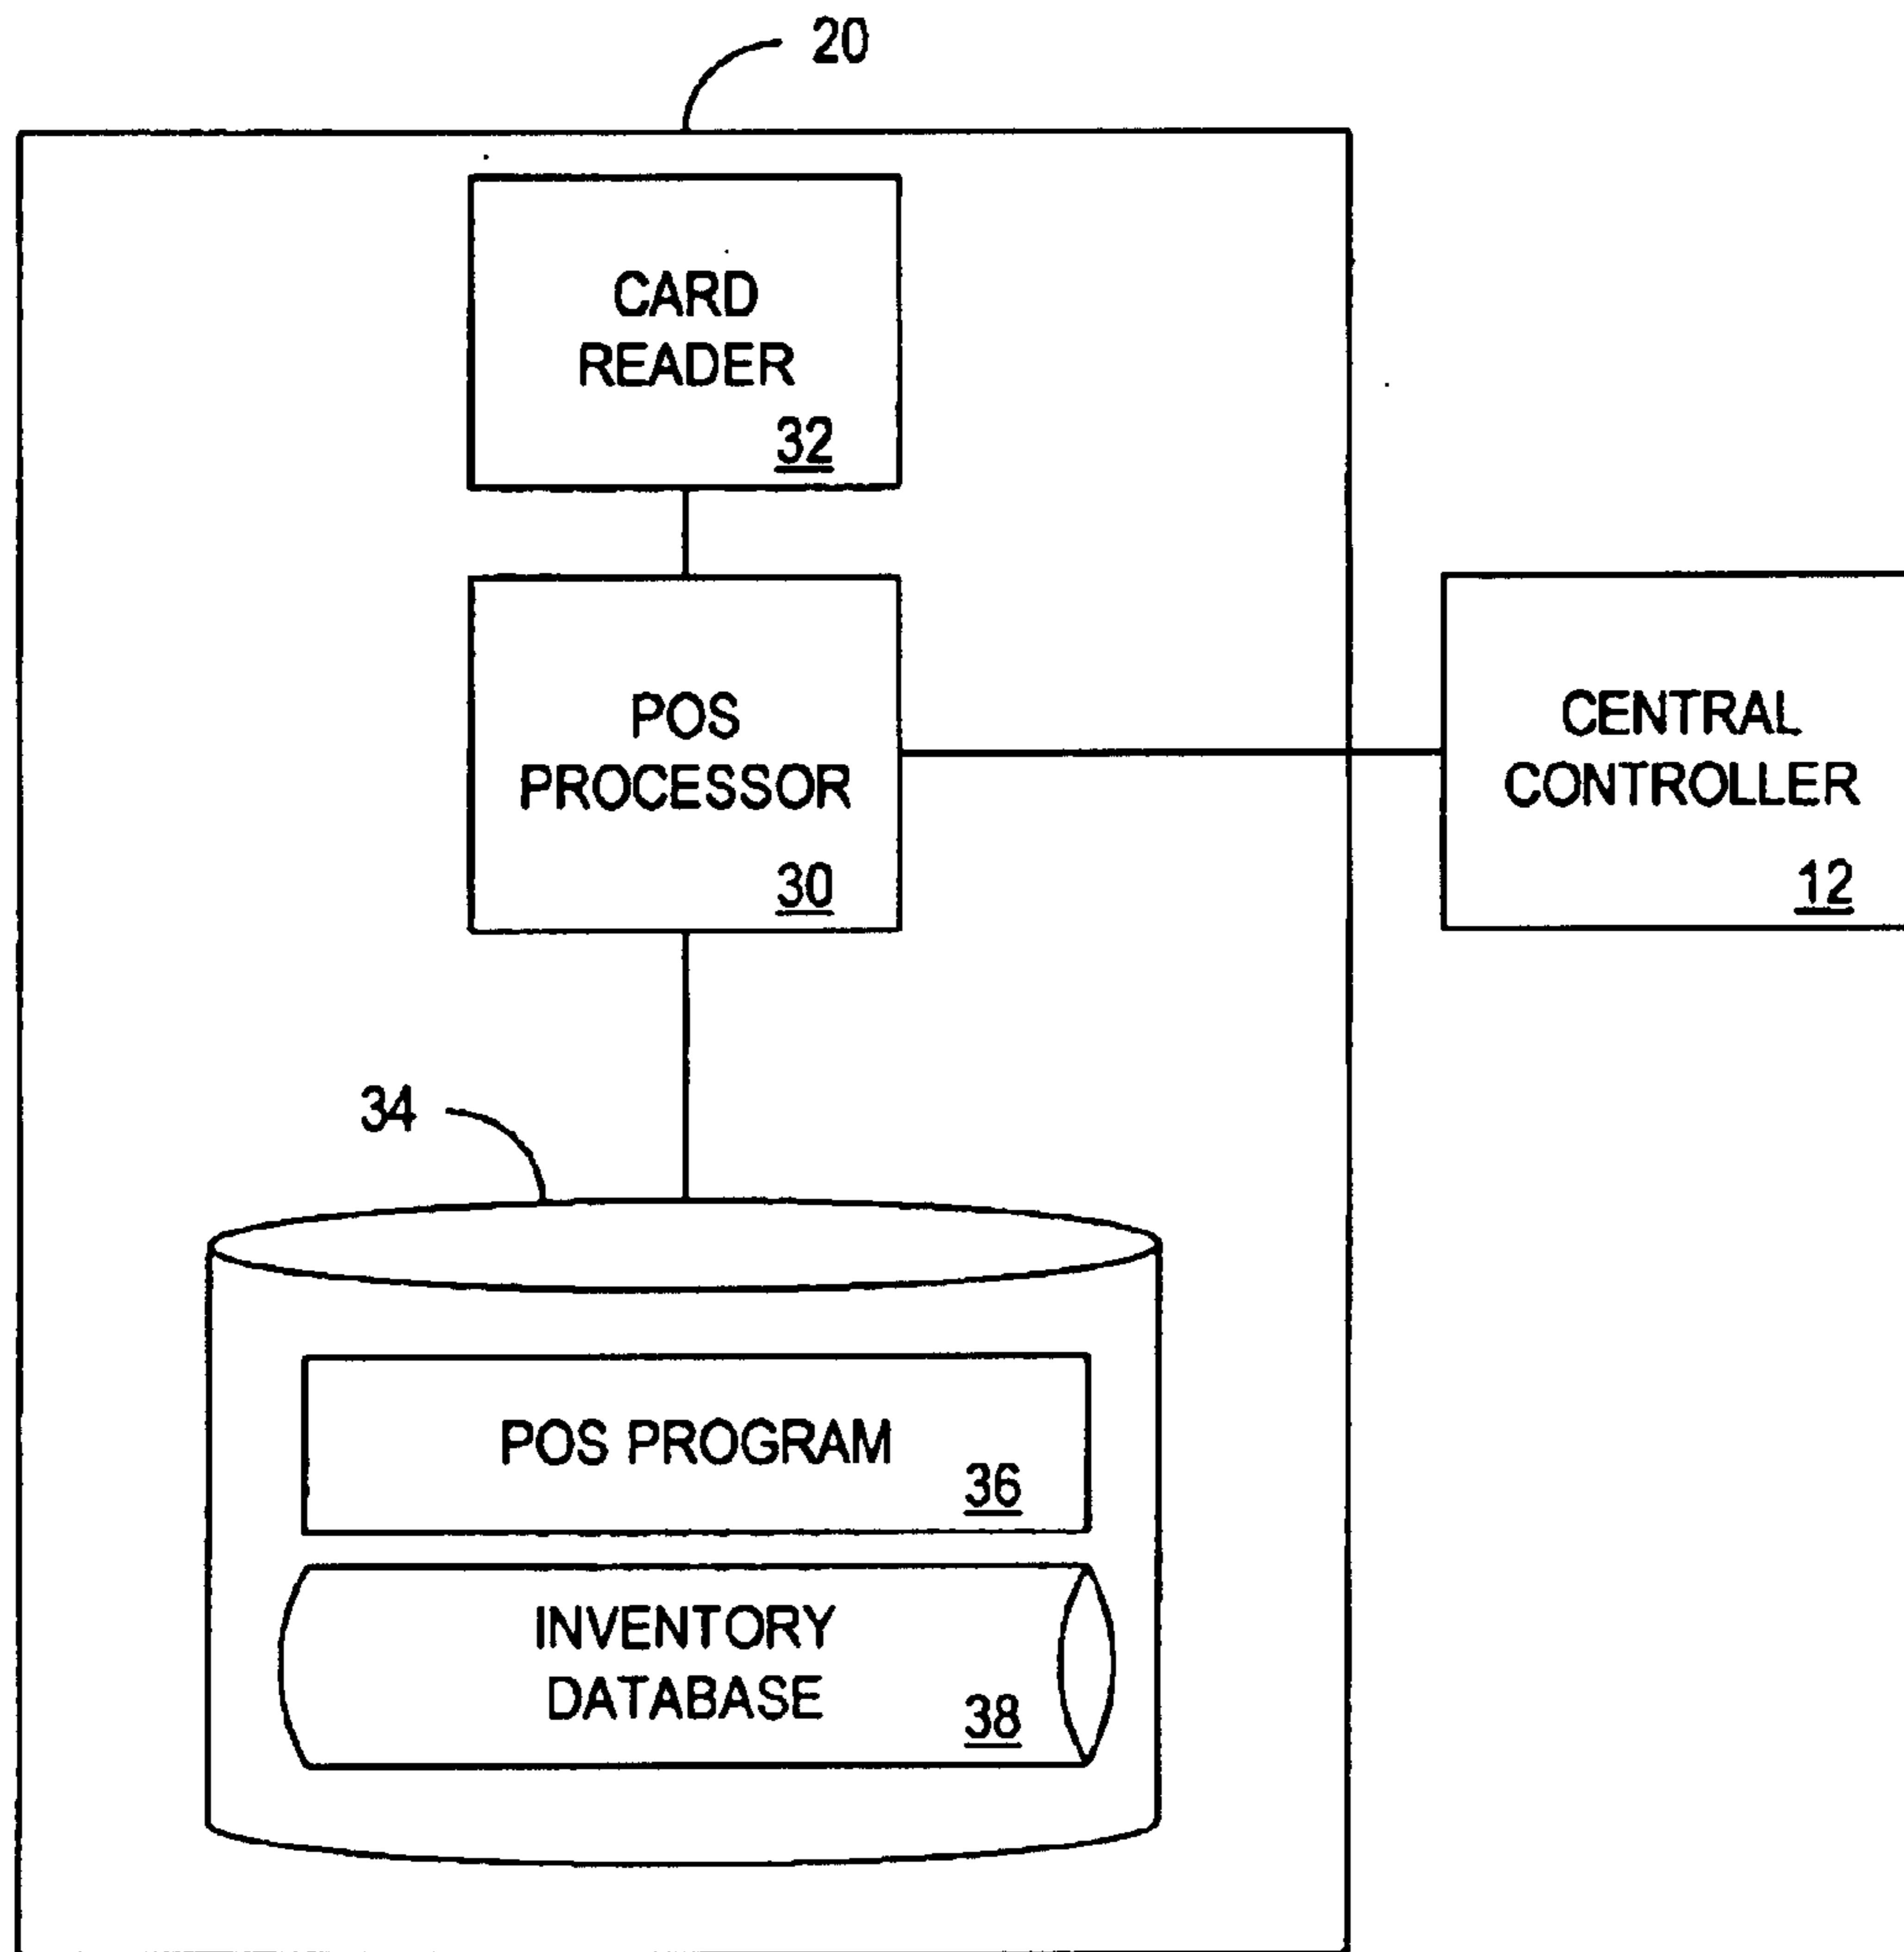 20
CARD
READER
32
POS
PROCESSOR
30
CENTRAL
CONTROLLER
12
34
POS PROGRAM
36
INVENTORY
DATABASE
38